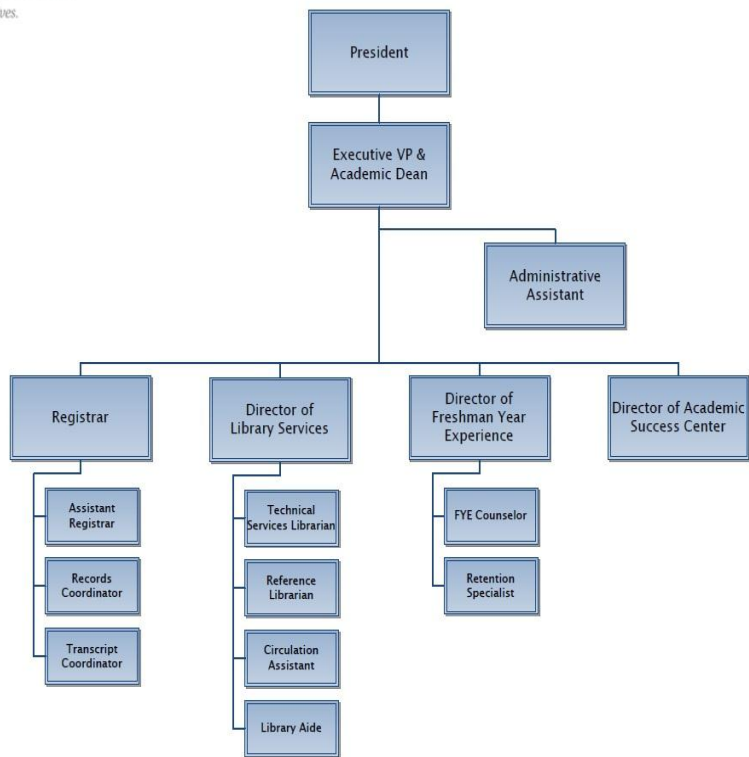 ves.
President
Executive VP &
Academic Dean
Administrative
Assistant
Registrar
Director of
Library Services
Director of
Freshman Year
Experience
Director of Academic
Success Center
Assistant
Registrar
Records
Coordinator
Transcript
Coordinator
Technical
Services Librarian
Reference
Librarian
Circulation
Assistant
Library Aide
FYE Counselor
Retention
Specialist